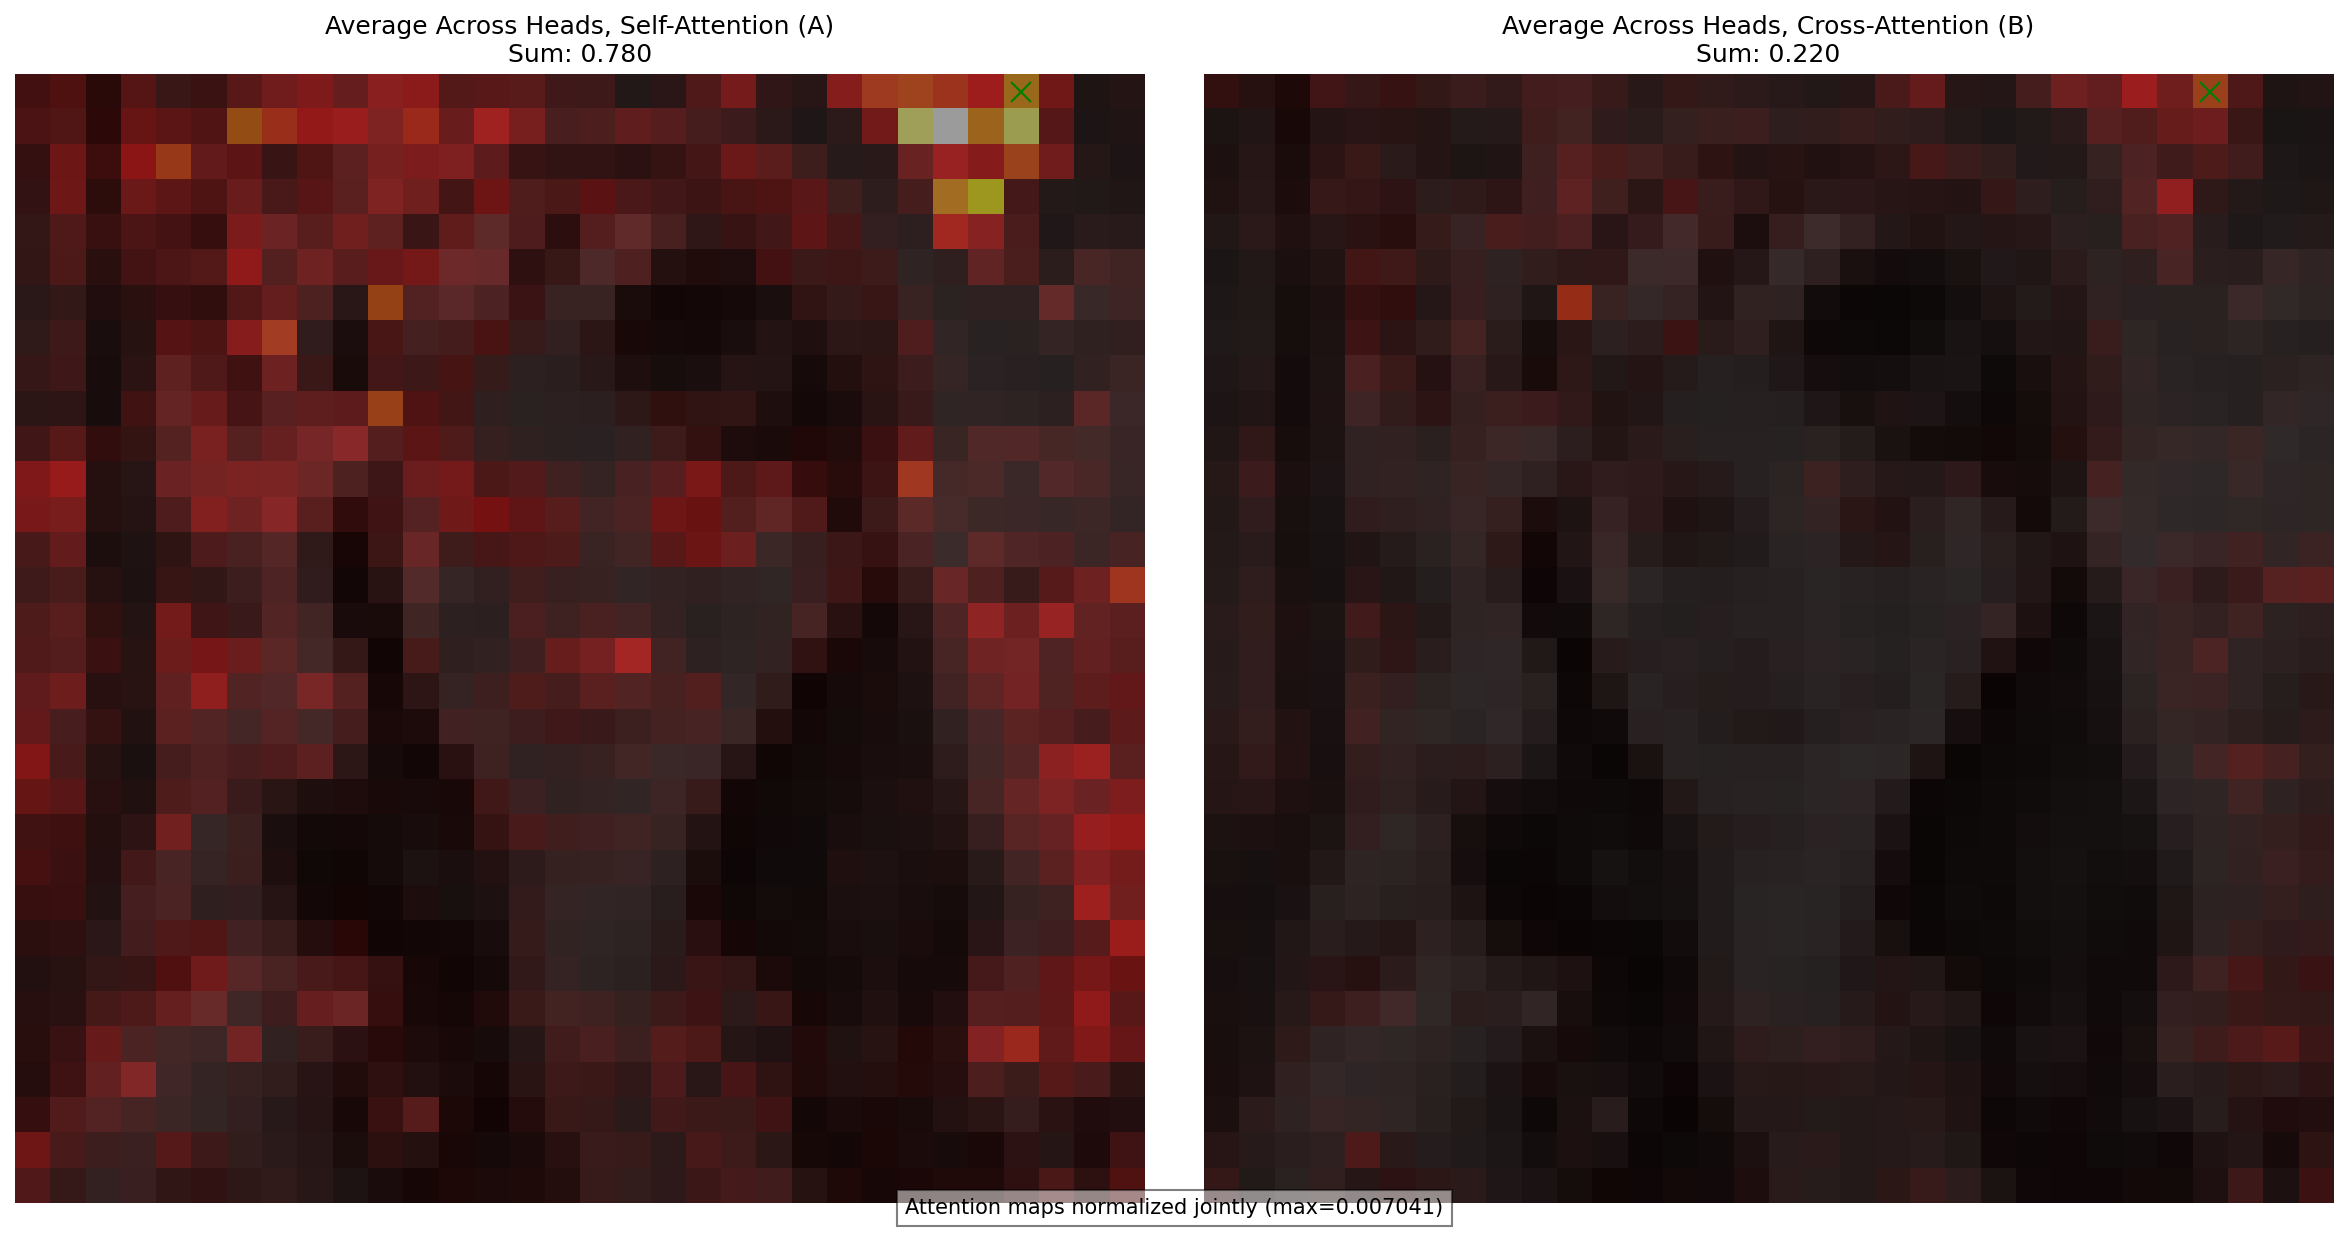 Average Across Heads, Self-Attention (A)
Sum: 0.780
Average Across Heads, Cross-Attention (B)
Sum: 0.220
Attention maps normalized jointly (max=0.007041)